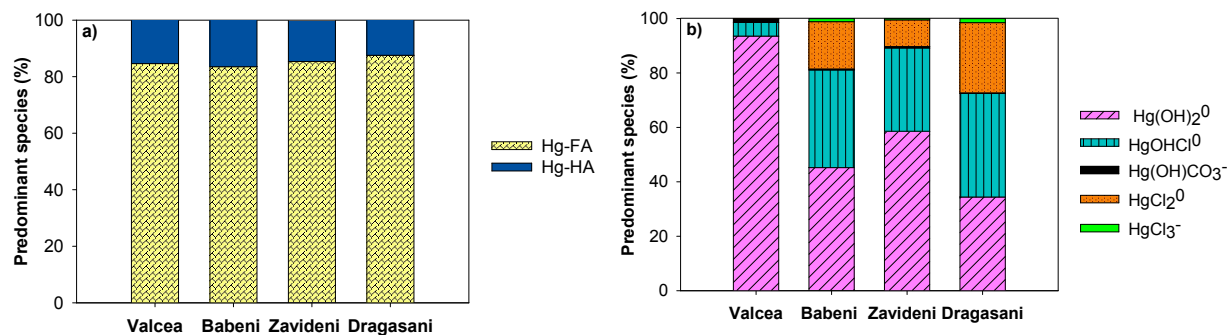 a)
Predominant species (%)
100
80
60
40
20
0
Valcea Babeni Zavideni Dragasani
Hg-FA
Hg-HA
b)
Predominant species (%)
100
80
60
40
20
0
Valcea Babeni Zavideni Dragasani
Hg(OH)₂⁰
HgOHCl⁰
Hg(OH)CO₃⁻
HgCl₂⁰
HgCl₃⁻